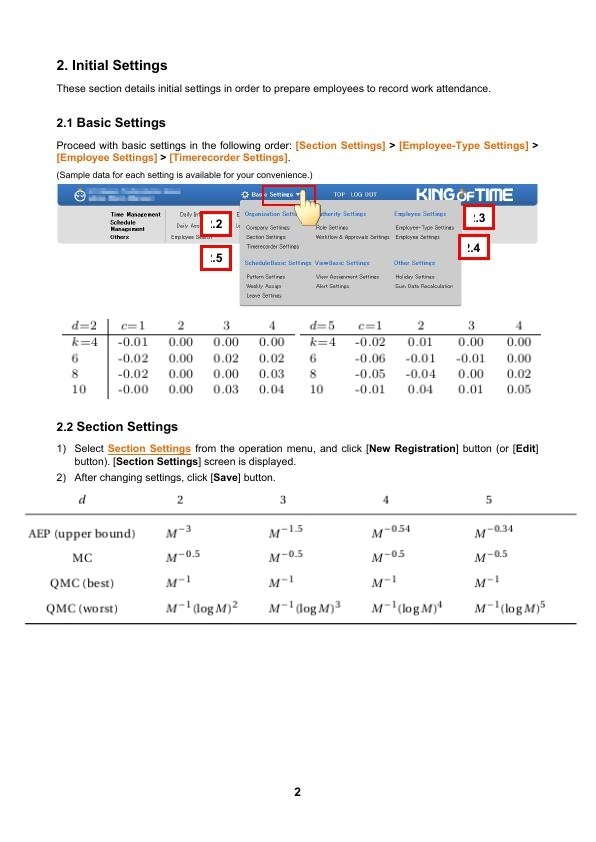 2. Initial Settings
These section details initial settings in order to prepare employees to record work attendance.
2.1 Basic Settings
Proceed with basic settings in the following order: [Section Settings] > [Employee-Type Settings] >
[Employee Settings] > [Timerecorder Settings].
(Sample data for each setting is available for your convenience.)
Basic Settings TOP LOG OUT KING OF TIME
Time Management
Schedule Management
Others
Employee Search
Organization Settings Authority Settings Employee Settings
Company Settings Role Settings Employee-Type Settings
Section Settings Workflow & Approvals Settings Employee Settings
Timerecorder Settings
ScheduleBasic Settings ViewBasic Settings Other Settings
Pattern Settings View Assignment Settings Holiday Settings
Weekly Assign Alert Settings Sum Data Recalculation
Leave Settings
2.2
2.3
2.4
2.5
d=2 c=1 2 3 4 d=5 c=1 2 3 4
k=4 -0.01 0.00 0.00 0.00 k=4 -0.02 0.01 0.00 0.00
6 -0.02 0.00 0.02 0.02 6 -0.06 -0.01 -0.01 0.00
8 -0.02 0.00 0.00 0.03 8 -0.05 -0.04 0.00 0.02
10 -0.00 0.00 0.03 0.04 10 -0.01 0.04 0.01 0.05
2.2 Section Settings
1) Select Section Settings from the operation menu, and click [New Registration] button (or [Edit]
button). [Section Settings] screen is displayed.
2) After changing settings, click [Save] button.
d 2 3 4 5
AEP (upper bound) M^−3 M^−1.5 M^−0.54 M^−0.34
MC M^−0.5 M^−0.5 M^−0.5 M^−0.5
QMC (best) M^−1 M^−1 M^−1 M^−1
QMC (worst) M^−1(log M)^2 M^−1(log M)^3 M^−1(log M)^4 M^−1(log M)^5
2